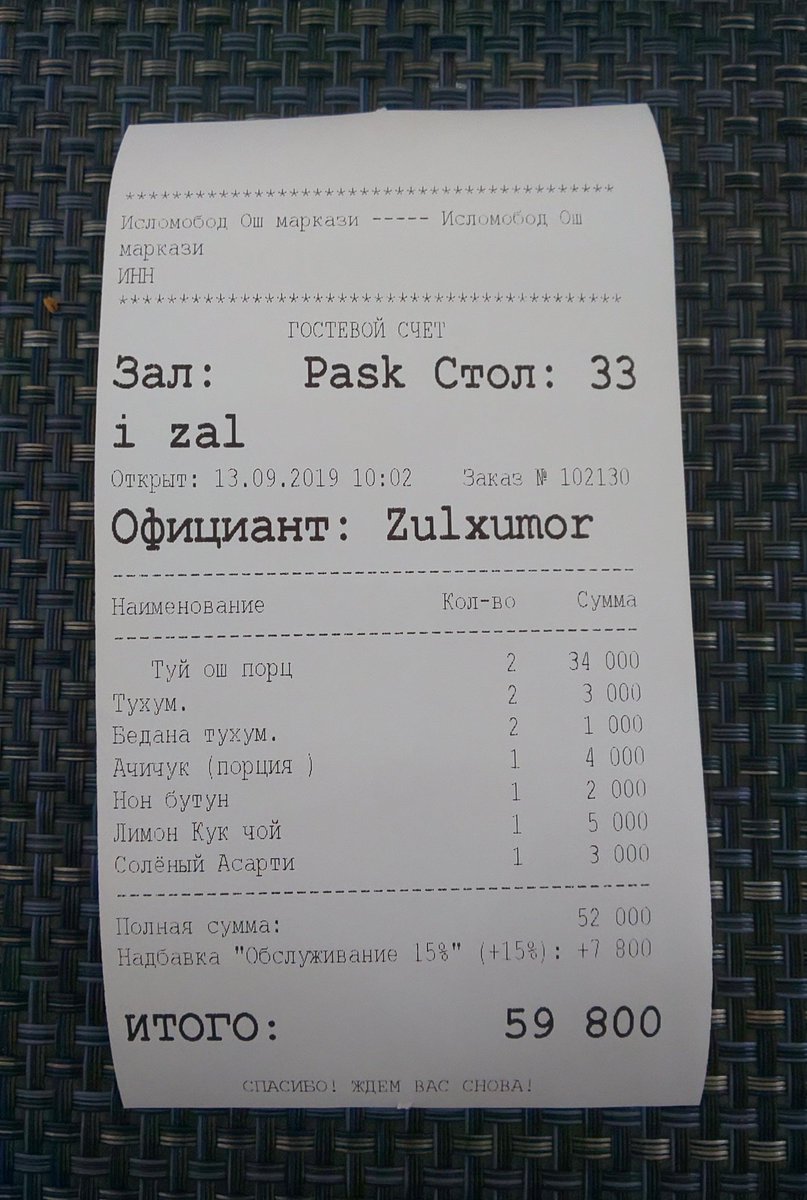 ******************************************
Исломобод Ош маркази ----- Исломобод Ош
маркази
ИНН
******************************************
ГОСТЕВОЙ СЧЕТ
Зал: Pask Стол: 33
i zal
Открыт: 13.09.2019 10:02 Заказ № 102130
Официант: Zulxumor
------------------------------------------
Наименование Кол-во Сумма
------------------------------------------
Туй ош порц 2 34 000
Тухум. 2 3 000
Бедана тухум. 2 1 000
Ачичук (порция ) 1 4 000
Нон бутун 1 2 000
Лимон Кук чой 1 5 000
Солёный Асарти 1 3 000
------------------------------------------
Полная сумма: 52 000
Надбавка "Обслуживание 15%" (+15%): +7 800
ИТОГО: 59 800
СПАСИБО! ЖДЕМ ВАС СНОВА!